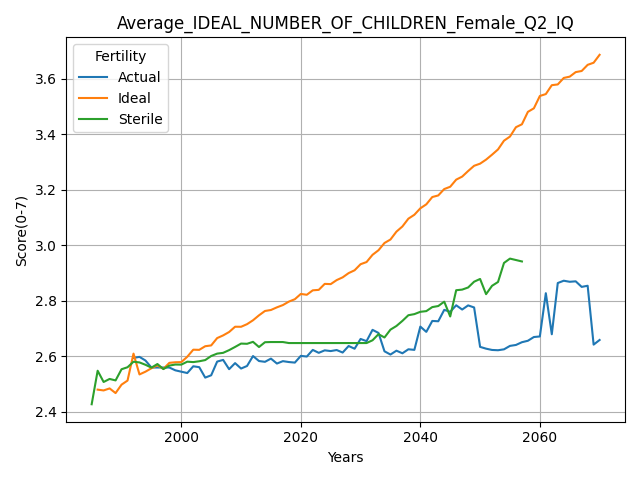 Average_IDEAL_NUMBER_OF_CHILDREN_Female_Q2_IQ
Fertility
Actual
Ideal
Sterile
Score(0-7)
3.6
3.4
3.2
3.0
2.8
2.6
2.4
2000
2020
2040
2060
Years